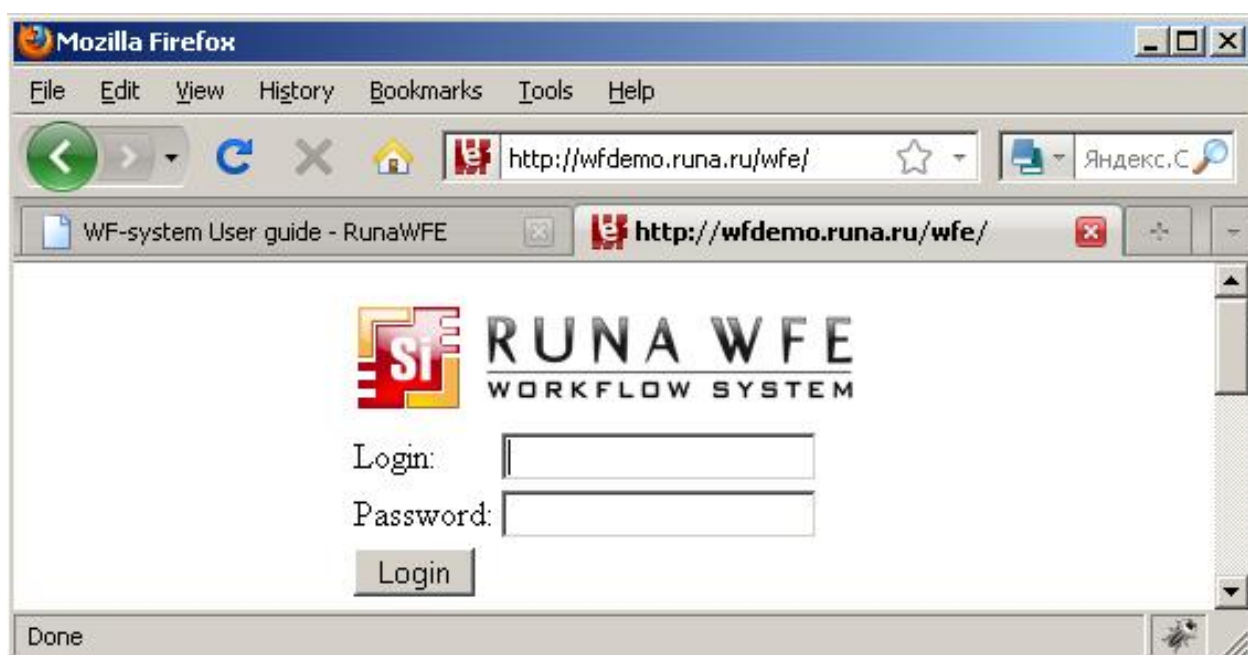 Mozilla Firefox
File Edit View History Bookmarks Tools Help
http://wfdemo.runa.ru/wfe/ Яндекс.С
WF-system User guide - RunaWFE http://wfdemo.runa.ru/wfe/
Si RUNA WFE
WORKFLOW SYSTEM
Login:
Password:
Login
Done